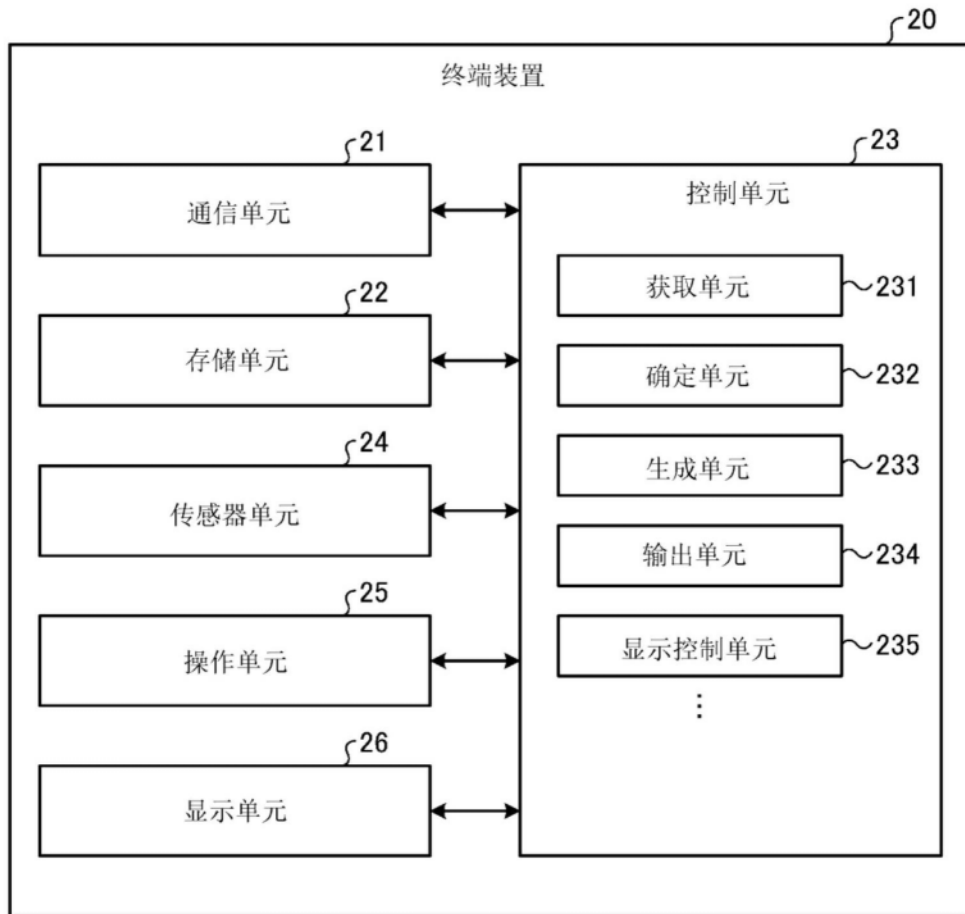 20
终端装置
21
通信单元
22
存储单元
24
传感器单元
25
操作单元
26
显示单元
23
控制单元
获取单元
231
确定单元
232
生成单元
233
输出单元
234
显示控制单元
235
⋮